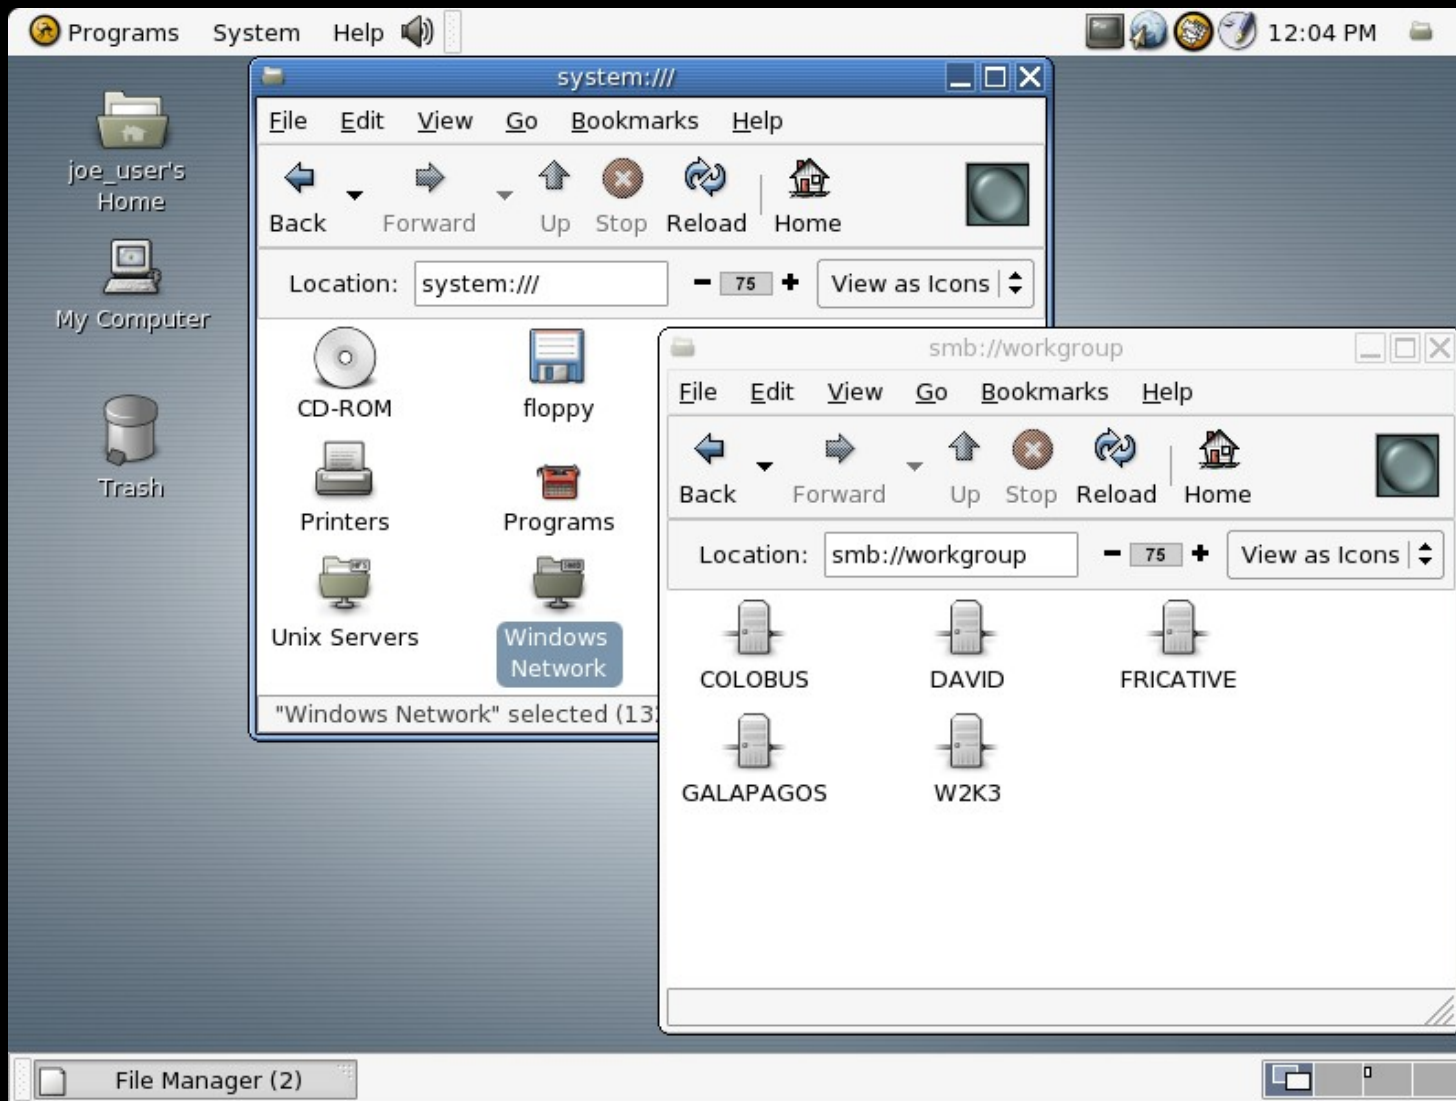 Programs System Help 12:04 PM
joe_user's
Home
My Computer
Trash
system:///
File Edit View Go Bookmarks Help
Back Forward Up Stop Reload Home
Location: system:/// 75 View as Icons
CD-ROM floppy
Printers Programs
Unix Servers Windows
Network
"Windows Network" selected (13
smb://workgroup
File Edit View Go Bookmarks Help
Back Forward Up Stop Reload Home
Location: smb://workgroup 75 View as Icons
COLOBUS DAVID FRICATIVE
GALAPAGOS W2K3
File Manager (2)